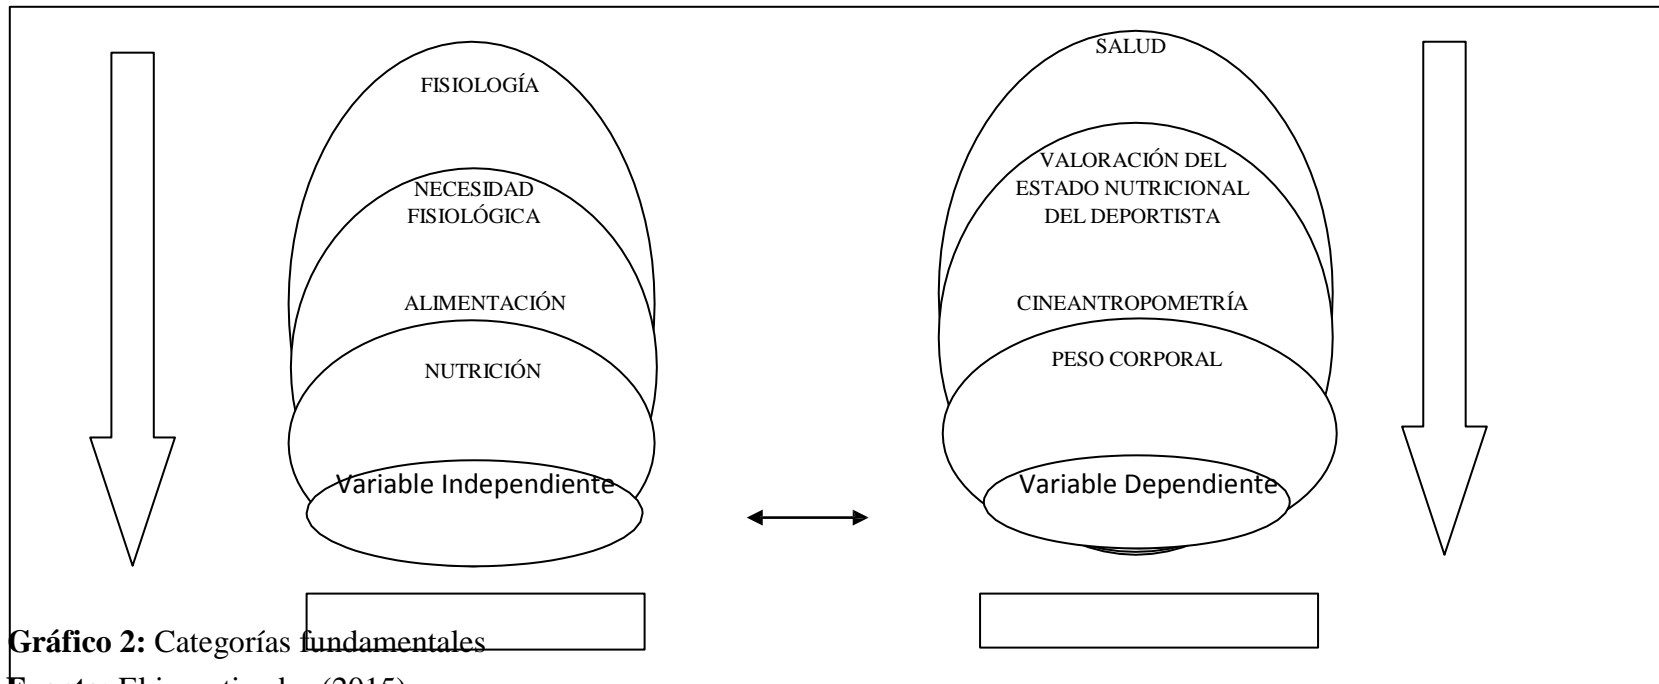 FISIOLOGÍA
NECESIDAD
FISIOLÓGICA
ALIMENTACIÓN
NUTRICIÓN
Variable Independiente
SALUD
VALORACIÓN DEL
ESTADO NUTRICIONAL
DEL DEPORTISTA
CINEANTROPOMETRÍA
PESO CORPORAL
Variable Dependiente
Gráfico 2: Categorías fundamentales
(2015)